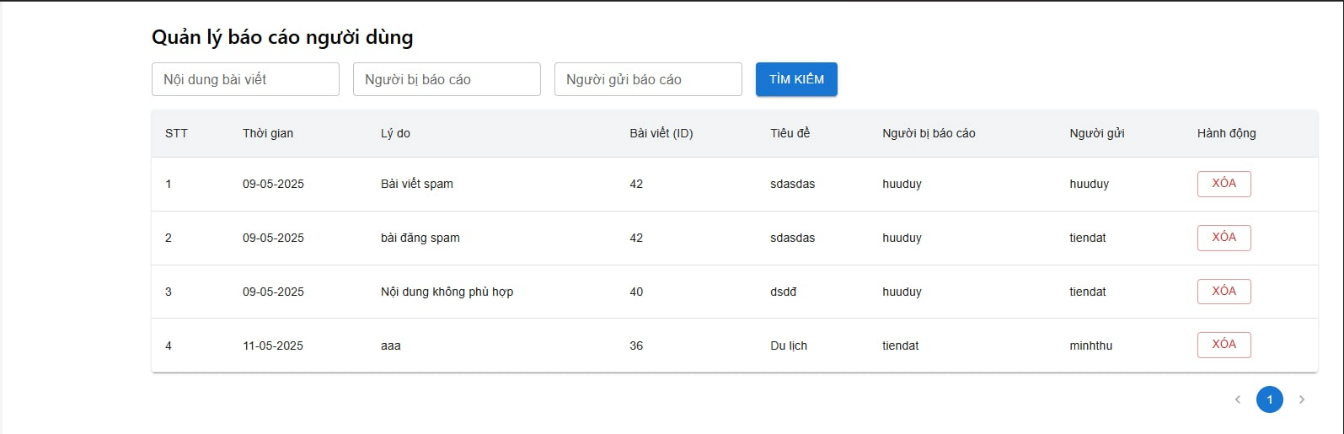 Quản lý báo cáo người dùng
Nội dung bài viết Người bị báo cáo Người gửi báo cáo TÌM KIẾM
STT Thời gian Lý do Bài viết (ID) Tiêu đề Người bị báo cáo Người gửi Hành động
1 09-05-2025 Bài viết spam 42 sdasdas huuduy huuduy XÓA
2 09-05-2025 bài đăng spam 42 sdasdas huuduy tiendat XÓA
3 09-05-2025 Nội dung không phù hợp 40 dsdđ huuduy tiendat XÓA
4 11-05-2025 aaa 36 Du lịch tiendat minhthu XÓA
1